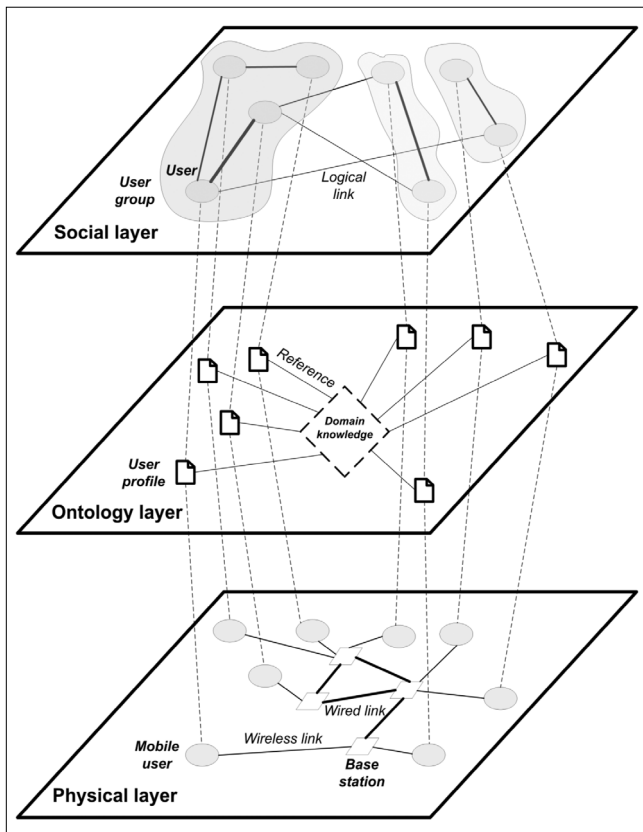 User
User
group
Logical
link
Social layer
Reference
Domain
knowledge
User
profile
Ontology layer
Wired link
Wireless link
Mobile
user
Base
station
Physical layer